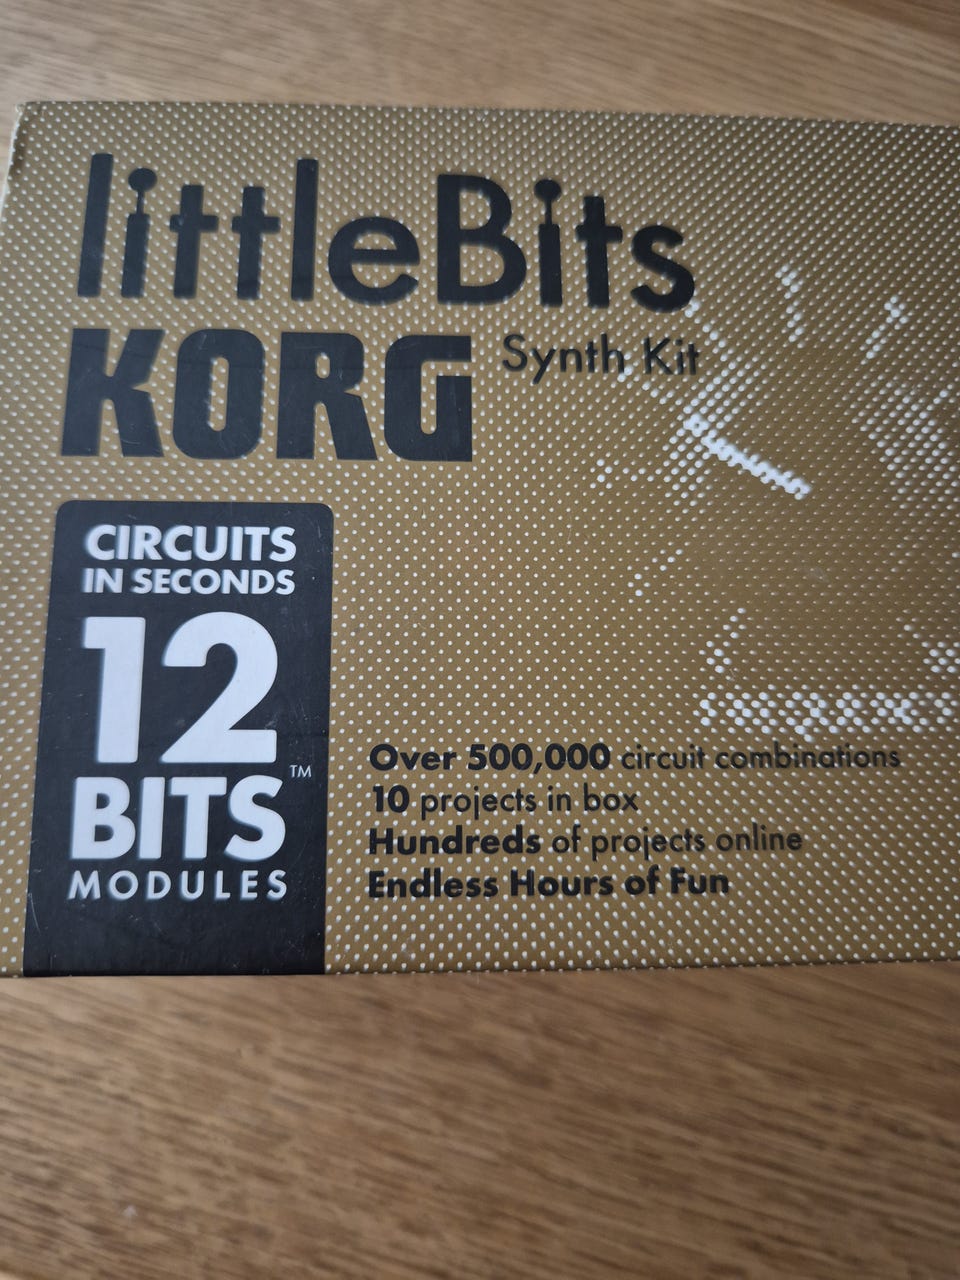 littleBits
KORG Synth Kit
CIRCUITS
IN SECONDS
12
BITS™
MODULES
Over 500,000 circuit combinations
10 projects in box
Hundreds of projects online
Endless Hours of Fun